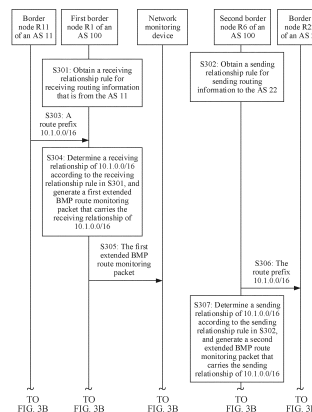 Border
node R11
of an AS 11
First border
node R1 of an
AS 100
Network
monitoring
device
Second border
node R6 of an
AS 100
Border
node R2
of an AS
S301: Obtain a receiving
relationship rule for
receiving routing information
that is from the AS 11
S302: Obtain a sending
relationship rule for
sending routing
information to the AS 22
S303: A
route prefix
10.1.0.0/16
S304: Determine a receiving
relationship of 10.1.0.0/16
according to the receiving
relationship rule in S301, and
generate a first extended
BMP route monitoring
packet that carries the
receiving relationship of
10.1.0.0/16
S305: The first
extended BMP
route monitoring
packet
S306: The
route prefix
10.1.0.0/16
S307: Determine a sending
relationship of 10.1.0.0/16
according to the sending
relationship rule in S302,
and generate a second
extended BMP route
monitoring packet that
carries the sending
relationship of 10.1.0.0/16
TO
FIG. 3B
TO
FIG. 3B
TO
FIG. 3B
TO
FIG. 3B
TO
FIG. 3B